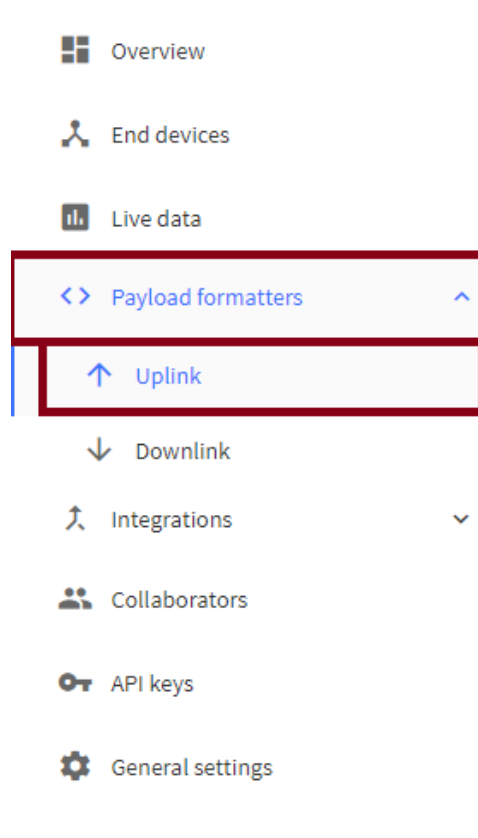 Overview
End devices
Live data
Payload formatters
Uplink
Downlink
Integrations
Collaborators
API keys
General settings